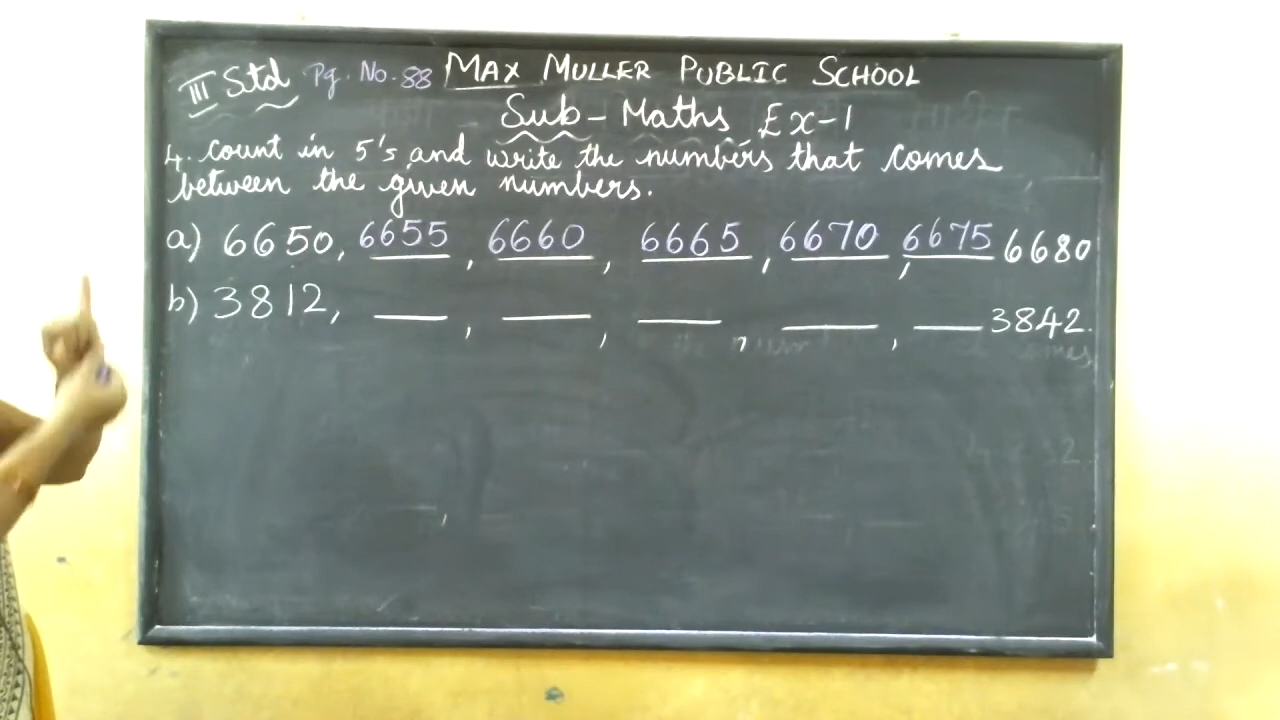 III Std Pg. No. 88 MAX MULLER PUBLIC SCHOOL
Sub - Maths Ex-1
4. count in 5's and write the numbers that comes
between the given numbers.
a) 6650, 6655, 6660, 6665, 6670, 6675 6680
b) 3812, ___, ___, ___, ___, ___ 3842.
comes